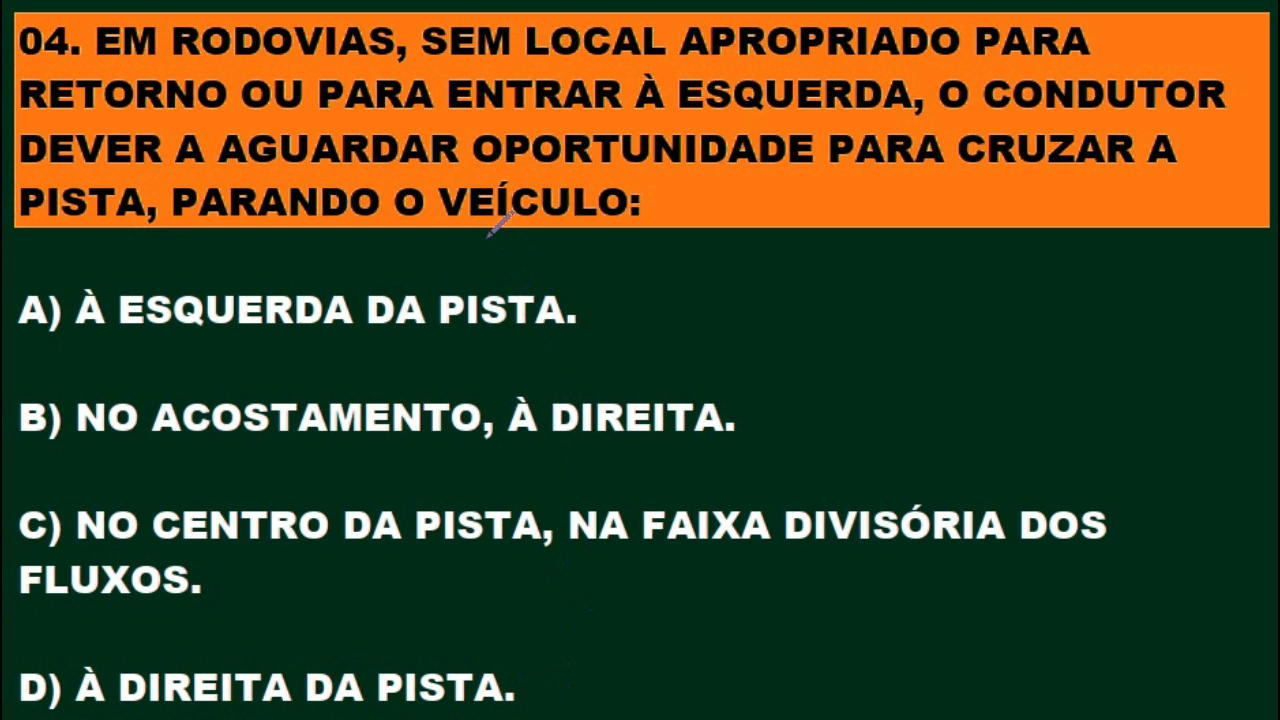 04. EM RODOVIAS, SEM LOCAL APROPRIADO PARA
RETORNO OU PARA ENTRAR À ESQUERDA, O CONDUTOR
DEVER A AGUARDAR OPORTUNIDADE PARA CRUZAR A
PISTA, PARANDO O VEÍCULO:
A) À ESQUERDA DA PISTA.
B) NO ACOSTAMENTO, À DIREITA.
C) NO CENTRO DA PISTA, NA FAIXA DIVISÓRIA DOS
FLUXOS.
D) À DIREITA DA PISTA.